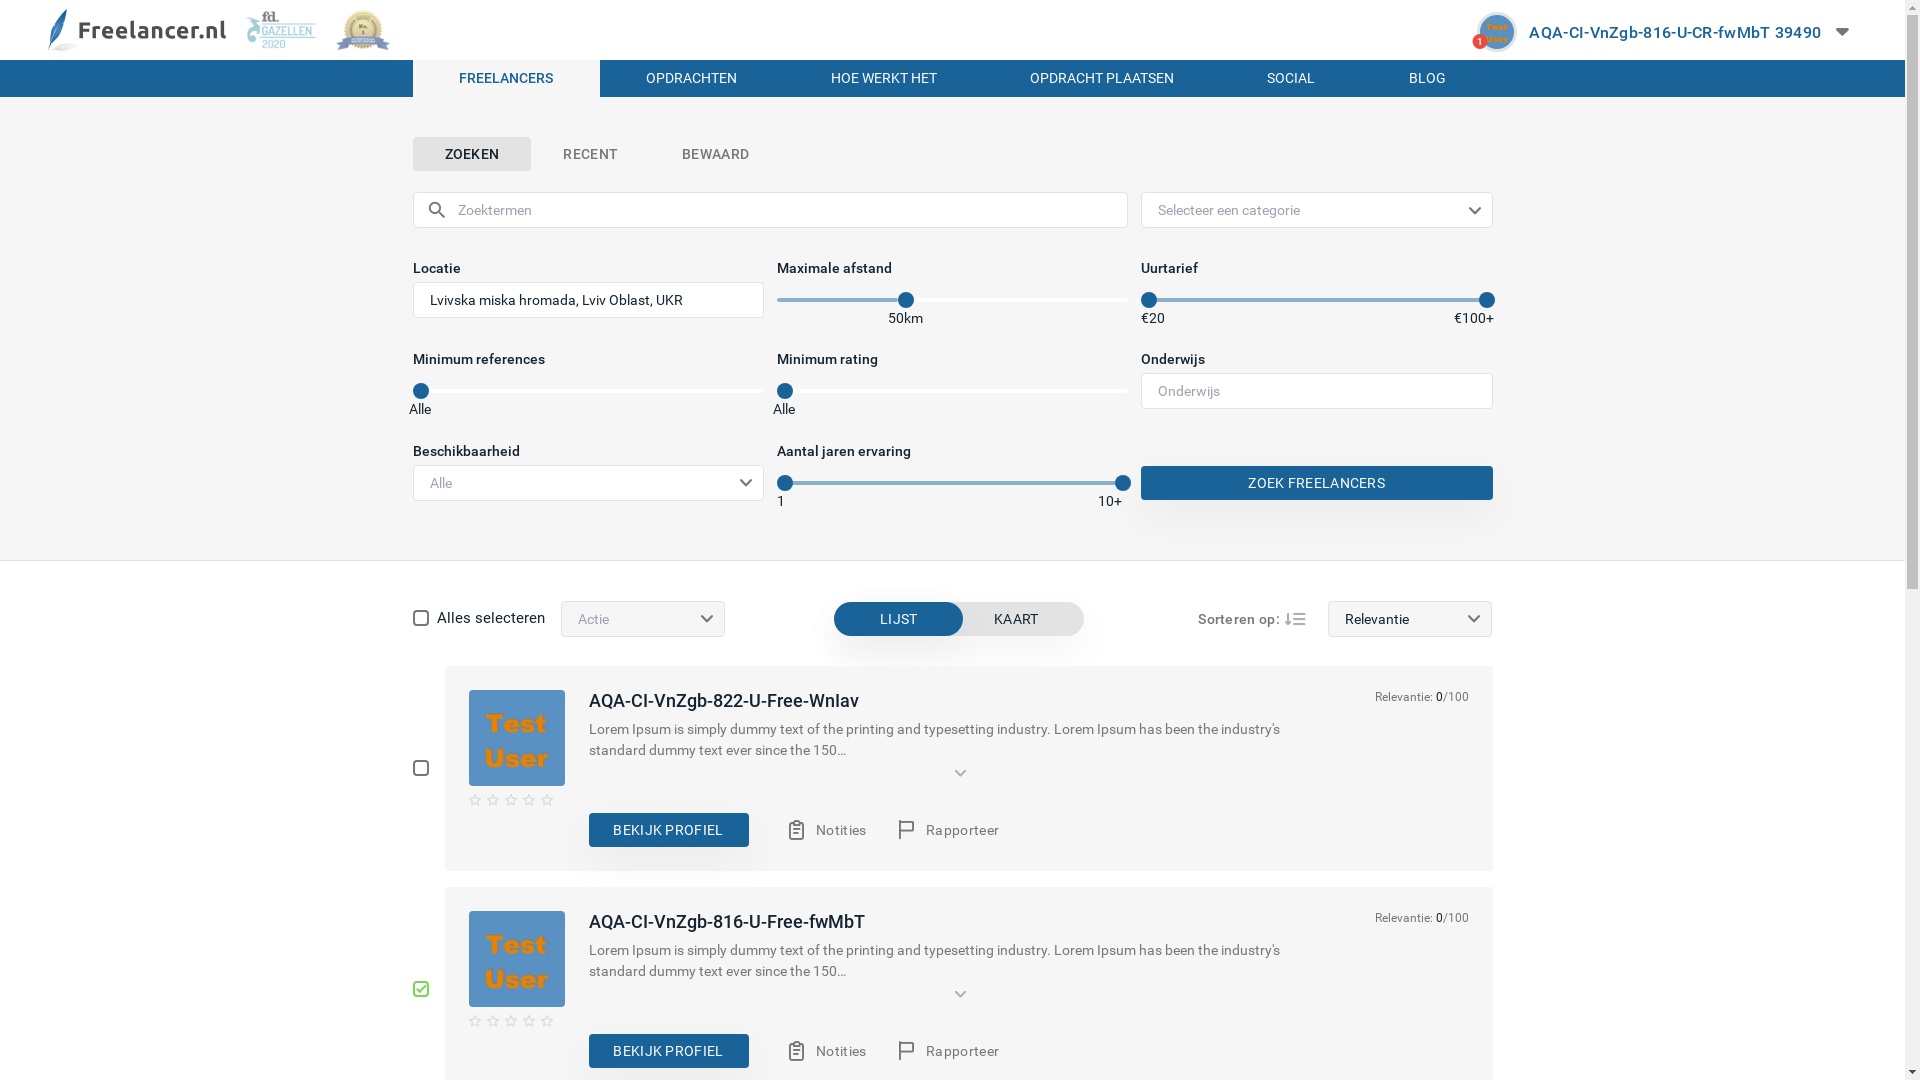 Freelancer.nl
fd.
GAZELLEN
2020
No.
1
1
AQA-CI-VnZgb-816-U-CR-fwMbT 39490
FREELANCERS
OPDRACHTEN
HOE WERKT HET
OPDRACHT PLAATSEN
SOCIAL
BLOG
ZOEKEN
RECENT
BEWAARD
Zoektermen
Selecteer een categorie
Locatie
Maximale afstand
Uurtarief
Lvivska miska hromada, Lviv Oblast, UKR
50km
€20
€100+
Minimum references
Minimum rating
Onderwijs
Alle
Alle
Onderwijs
Beschikbaarheid
Aantal jaren ervaring
Alle
1
10+
ZOEK FREELANCERS
Alles selecteren
Actie
LIJST
KAART
Sorteren op:
Relevantie
Test
User
AQA-CI-VnZgb-822-U-Free-WnIav
Relevantie: 0/100
Lorem Ipsum is simply dummy text of the printing and typesetting industry. Lorem Ipsum has been the industry's
standard dummy text ever since the 150...
BEKIJK PROFIEL
Notities
Rapporteer
Test
User
AQA-CI-VnZgb-816-U-Free-fwMbT
Relevantie: 0/100
Lorem Ipsum is simply dummy text of the printing and typesetting industry. Lorem Ipsum has been the industry's
standard dummy text ever since the 150...
BEKIJK PROFIEL
Notities
Rapporteer